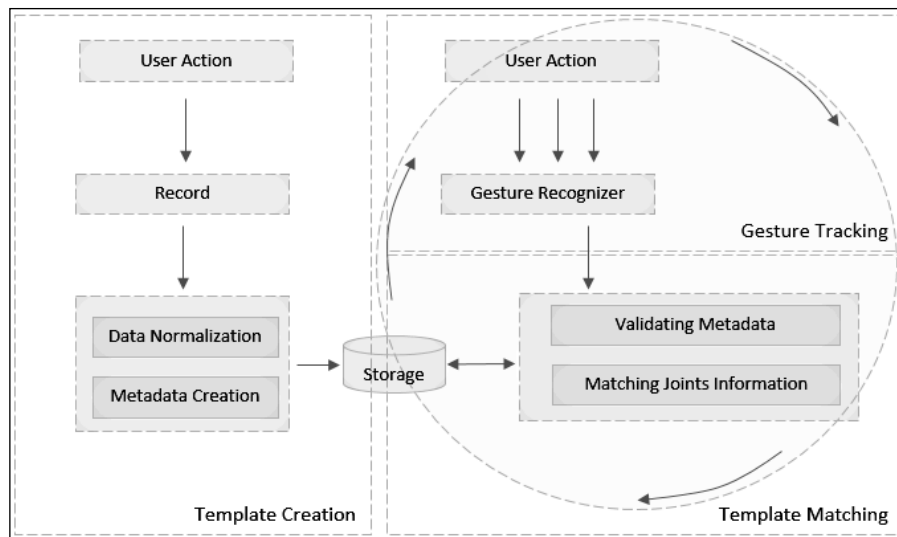 User Action
Record
Data Normalization
Metadata Creation
Template Creation
Storage
User Action
Gesture Recognizer
Gesture Tracking
Validating Metadata
Matching Joints Information
Template Matching